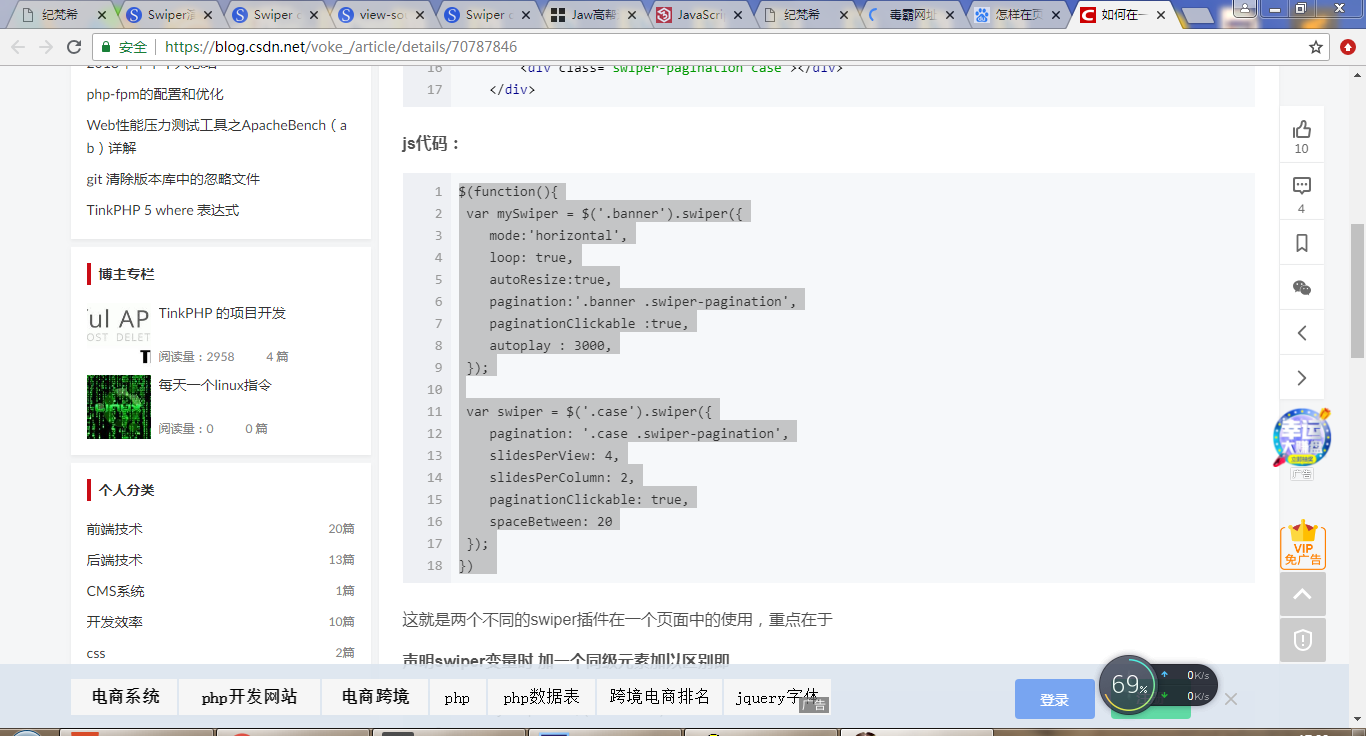 纪梵希
Swiper
Swiper
view-so
Swiper
Jaw高帮
JavaScri
纪梵希
毒霸网址
怎样在页
如何在一
安全
https://blog.csdn.net/voke_/article/details/70787846
php-fpm的配置和优化
Web性能压力测试工具之ApacheBench（a
b）详解
git 清除版本库中的忽略文件
TinkPHP 5 where 表达式
博主专栏
ful AP
OST DELET
T
TinkPHP 的项目开发
阅读量：2958 4 篇
每天一个linux指令
阅读量：0 0 篇
个人分类
前端技术 20篇
后端技术 13篇
CMS系统 1篇
开发效率 10篇
css 2篇
16 <div class="swiper-pagination case"></div>
17 </div>
js代码：
1 $(function(){
2 var mySwiper = $('.banner').swiper({
3 mode:'horizontal',
4 loop: true,
5 autoResize:true,
6 pagination:'.banner .swiper-pagination',
7 paginationClickable :true,
8 autoplay : 3000,
9 });
10
11 var swiper = $('.case').swiper({
12 pagination: '.case .swiper-pagination',
13 slidesPerView: 4,
14 slidesPerColumn: 2,
15 paginationClickable: true,
16 spaceBetween: 20
17 });
18 })
这就是两个不同的swiper插件在一个页面中的使用，重点在于
声明swiper变量时 加一个同级元素加以区别即
10
4
幸运
大转盘
广告
VIP
免广告
电商系统
php开发网站
电商跨境
php
php数据表
跨境电商排名
jquery字体
广告
登录
69%
0K/s
0K/s